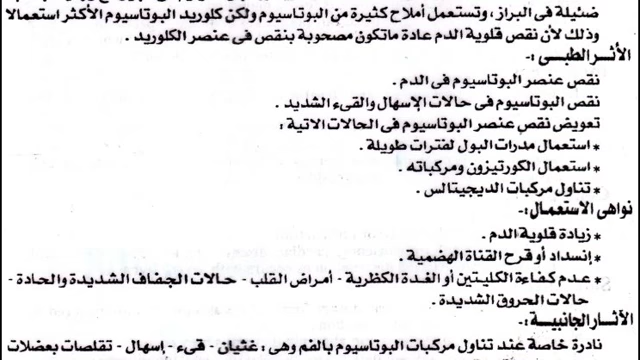 ضئيلة فى البراز ، وتستعمل أملاح كثيرة من البوتاسيوم ولكن كلوريد البوتاسيوم الأكثر استعمالا
وذلك لأن نقص قلوية الدم عادة ماتكون مصحوبة بنقص فى عنصر الكلوريد .
الأثر الطبى :-
نقص عنصر البوتاسيوم فى الدم .
نقص البوتاسيوم فى حالات الإسهال والقىء الشديد .
تعويض نقص عنصر البوتاسيوم فى الحالات الاتية :
* استعمال مدرات البول لفترات طويلة .
* استعمال الكورتيزون ومركباته .
* تناول مركبات الديجيتالس .
نواهى الاستعمال :-
* زيادة قلوية الدم .
* إنسداد أو قرح القناة الهضمية .
* عدم كفاءة الكليتين أو الغدة الكظرية - أمراض القلب - حالات الجفاف الشديدة والحادة -
حالات الحروق الشديدة .
الأثار الجانبية :-
نادرة خاصة عند تناول مركبات البوتاسيوم بالفم وهى : غثيان - قىء - إسهال - تقلصات بعضلات